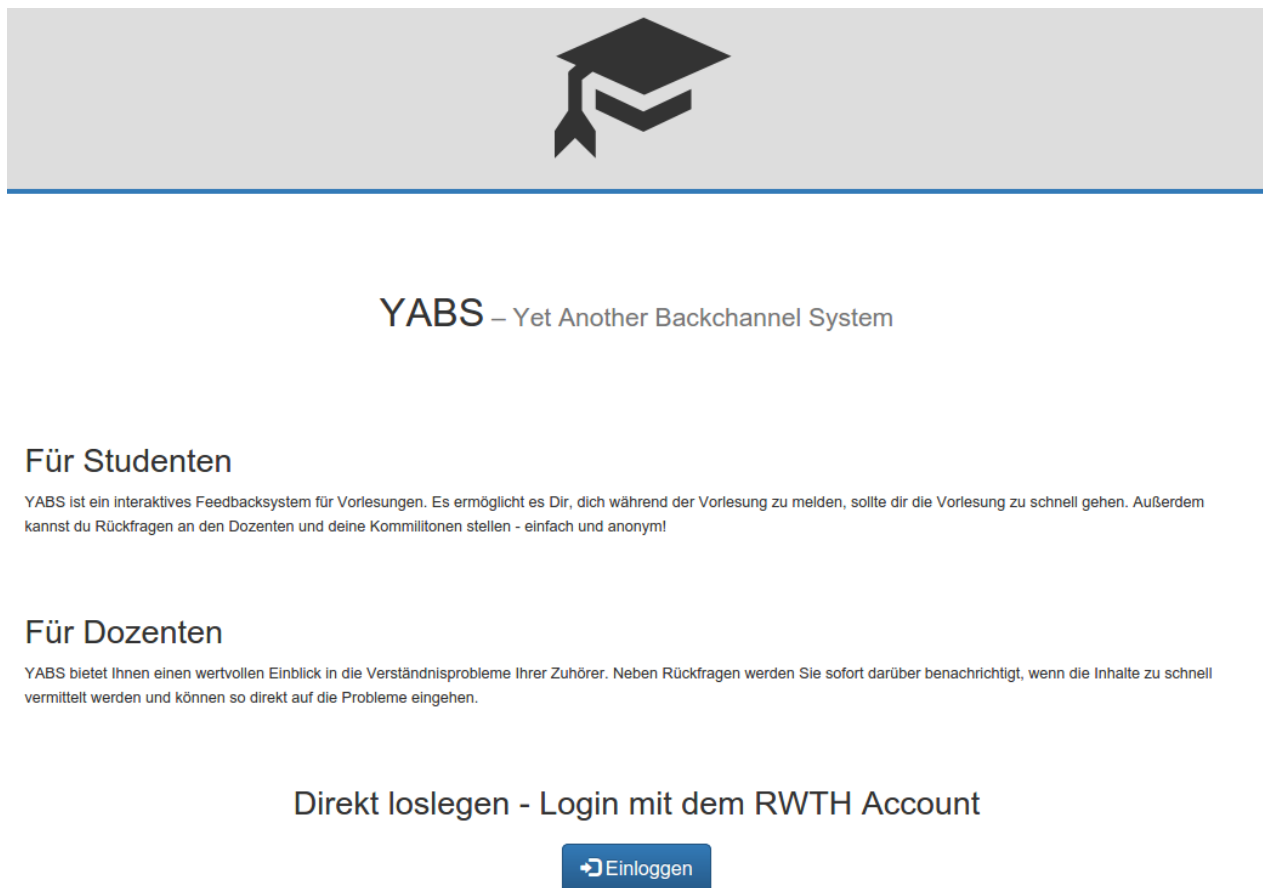 YABS – Yet Another Backchannel System
Für Studenten
YABS ist ein interaktives Feedbacksystem für Vorlesungen. Es ermöglicht es Dir, dich während der Vorlesung zu melden, sollte dir die Vorlesung zu schnell gehen. Außerdem
kannst du Rückfragen an den Dozenten und deine Kommilitonen stellen - einfach und anonym!
Für Dozenten
YABS bietet Ihnen einen wertvollen Einblick in die Verständnisprobleme Ihrer Zuhörer. Neben Rückfragen werden Sie sofort darüber benachrichtigt, wenn die Inhalte zu schnell
vermittelt werden und können so direkt auf die Probleme eingehen.
Direkt loslegen - Login mit dem RWTH Account
Einloggen